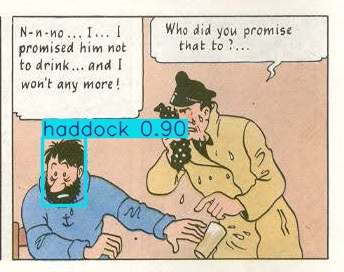 N-n-no... I... I
promised him not
to drink... and I
won't any more!
Who did you promise
that to?...
haddock 0.90